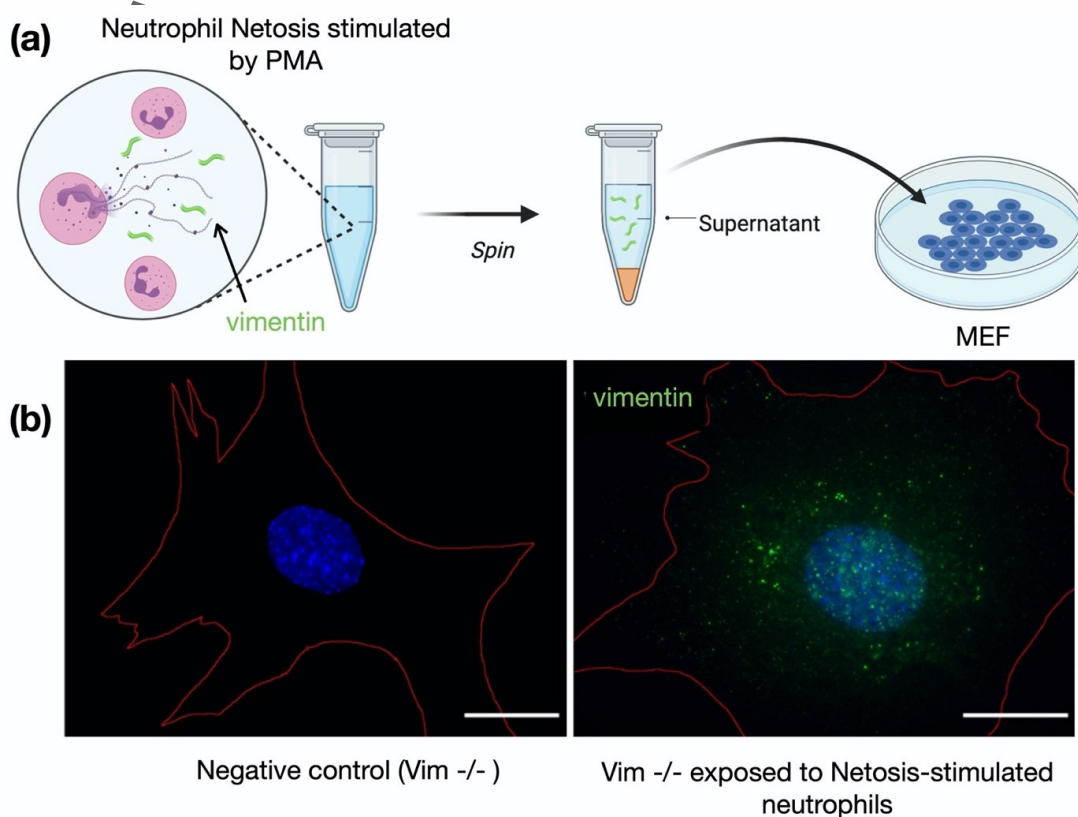 (a)
Neutrophil Netosis stimulated
by PMA
Spin
Supernatant
vimentin
MEF
(b)
vimentin
Negative control (Vim -/- )
Vim -/- exposed to Netosis-stimulated
neutrophils